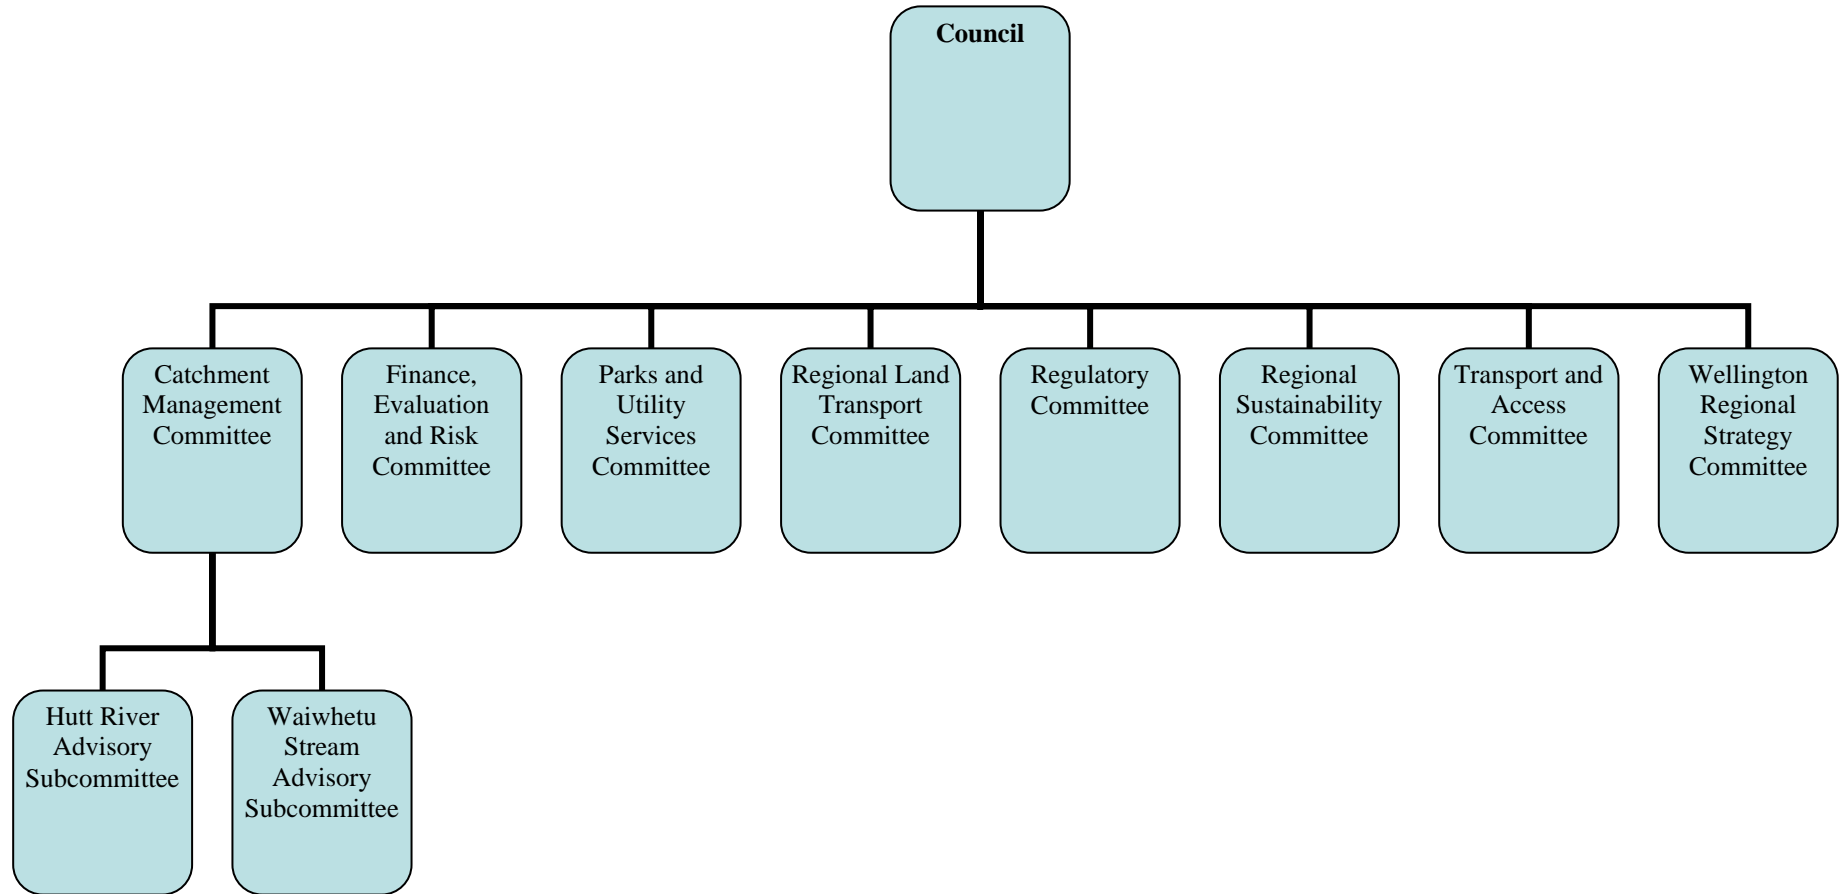 Council
Catchment
Management
Committee
Finance,
Evaluation
and Risk
Committee
Parks and
Utility
Services
Committee
Regional Land
Transport
Committee
Regulatory
Committee
Regional
Sustainability
Committee
Transport and
Access
Committee
Wellington
Regional
Strategy
Committee
Hutt River
Advisory
Subcommittee
Waiwhetu
Stream
Advisory
Subcommittee